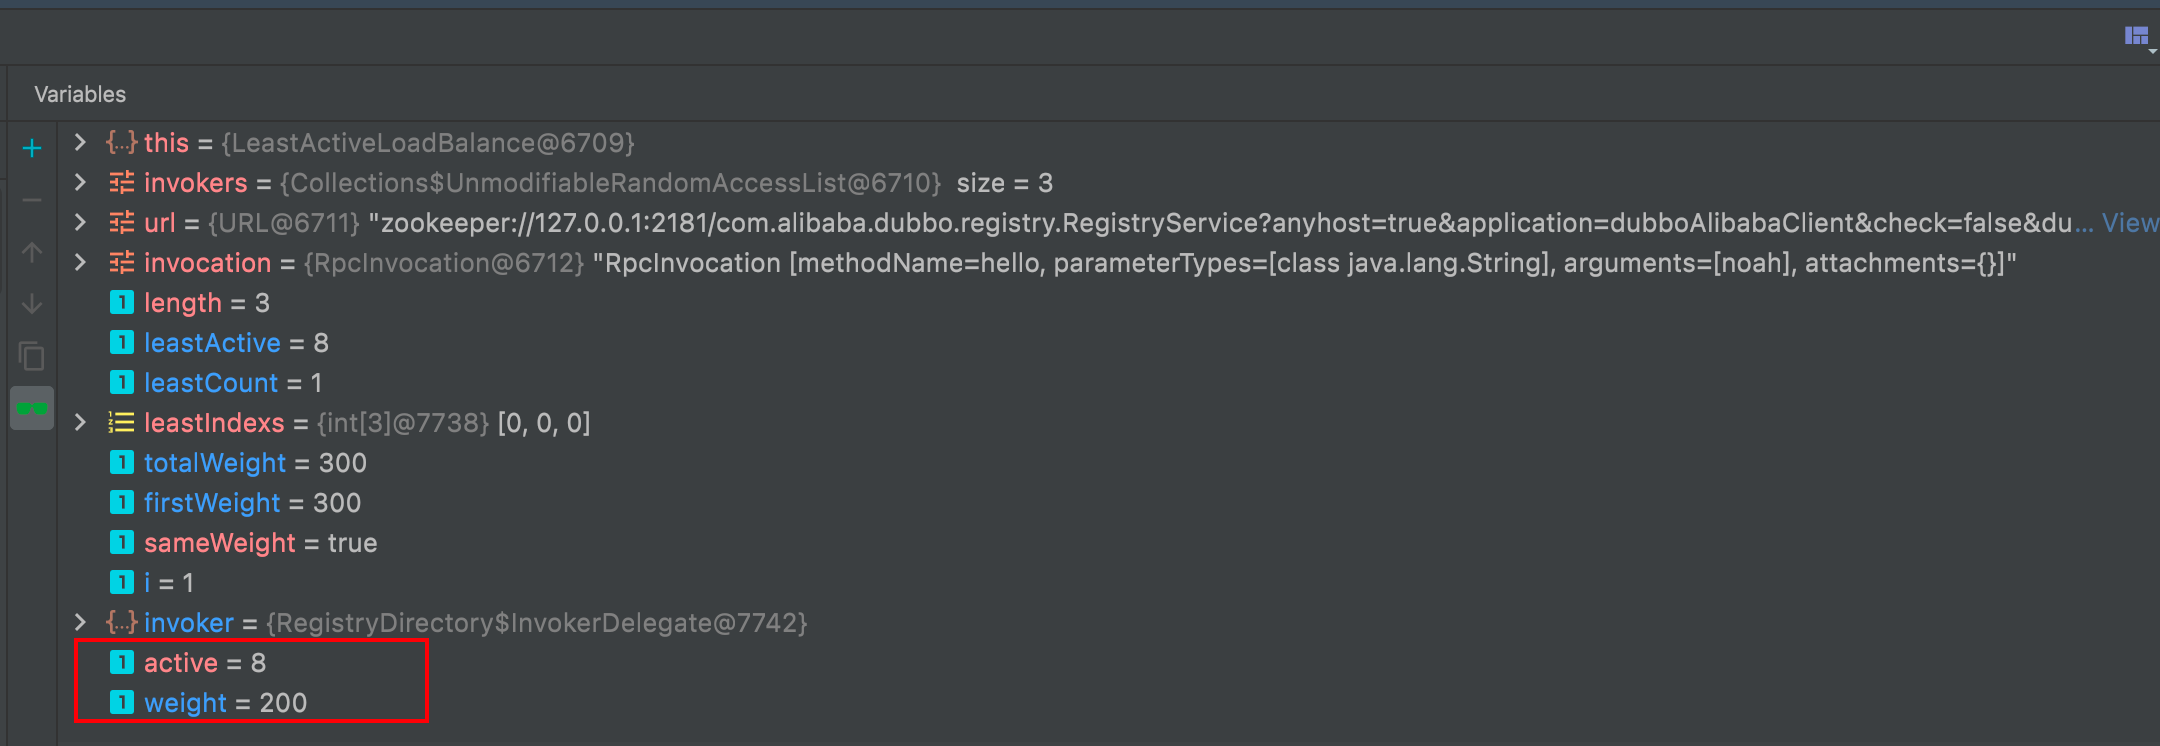 Variables
this = {LeastActiveLoadBalance@6709}
invokers = {Collections$UnmodifiableRandomAccessList@6710} size = 3
url = {URL@6711} "zookeeper://127.0.0.1:2181/com.alibaba.dubbo.registry.RegistryService?anyhost=true&application=dubboAlibabaClient&check=false&du... View
invocation = {RpcInvocation@6712} "RpcInvocation [methodName=hello, parameterTypes=[class java.lang.String], arguments=[noah], attachments={}]"
length = 3
leastActive = 8
leastCount = 1
leastIndexs = {int[3]@7738} [0, 0, 0]
totalWeight = 300
firstWeight = 300
sameWeight = true
i = 1
invoker = {RegistryDirectory$InvokerDelegate@7742}
active = 8
weight = 200